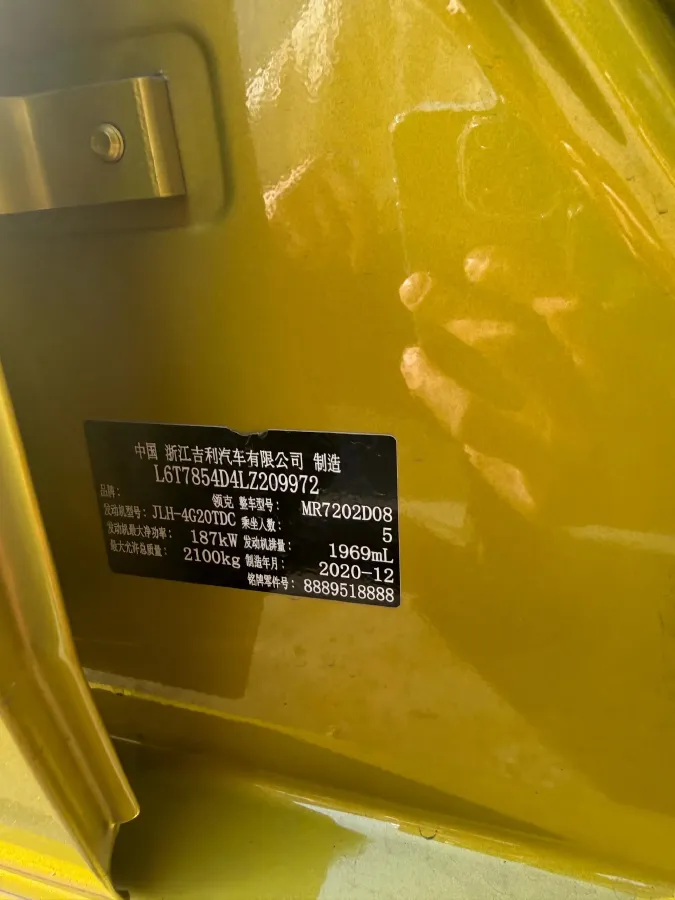 中国 浙江吉利汽车有限公司 制造
L6T7854D4LZ209972
品牌： 领克 整车型号： MR7202D08
发动机型号： JLH-4G20TDC 乘坐人数： 5
发动机最大净功率： 187kW 发动机排量： 1969mL
最大允许总质量： 2100kg 制造年月： 2020-12
铭牌零件号： 8889518888